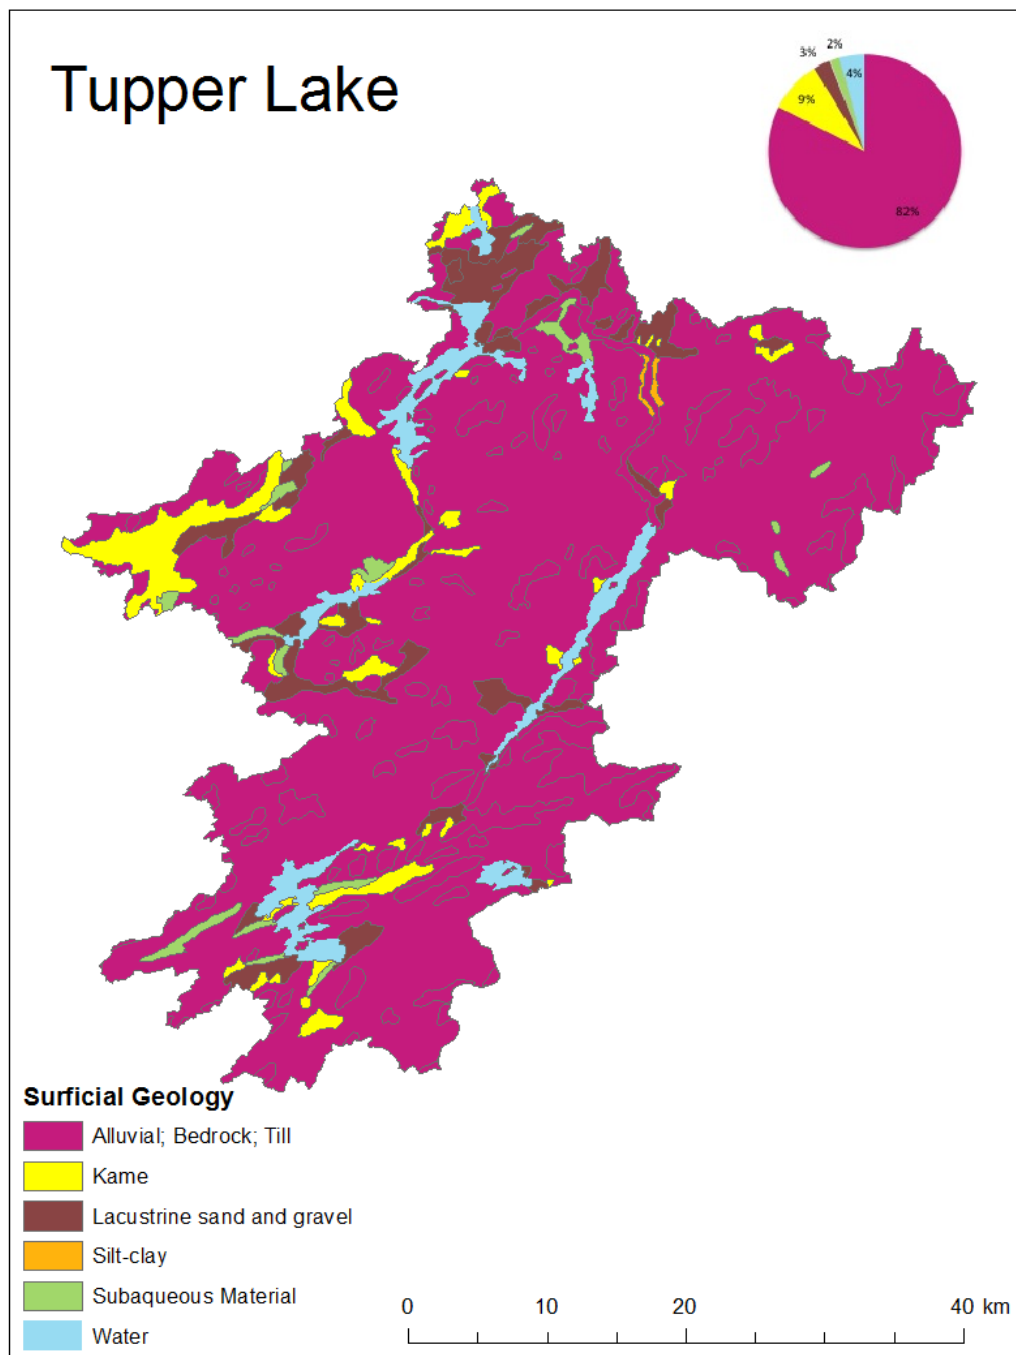 Tupper Lake
3%
2%
4%
9%
82%
Surficial Geology
Alluvial; Bedrock; Till
Kame
Lacustrine sand and gravel
Silt-clay
Subaqueous Material
Water
0 10 20 40 km